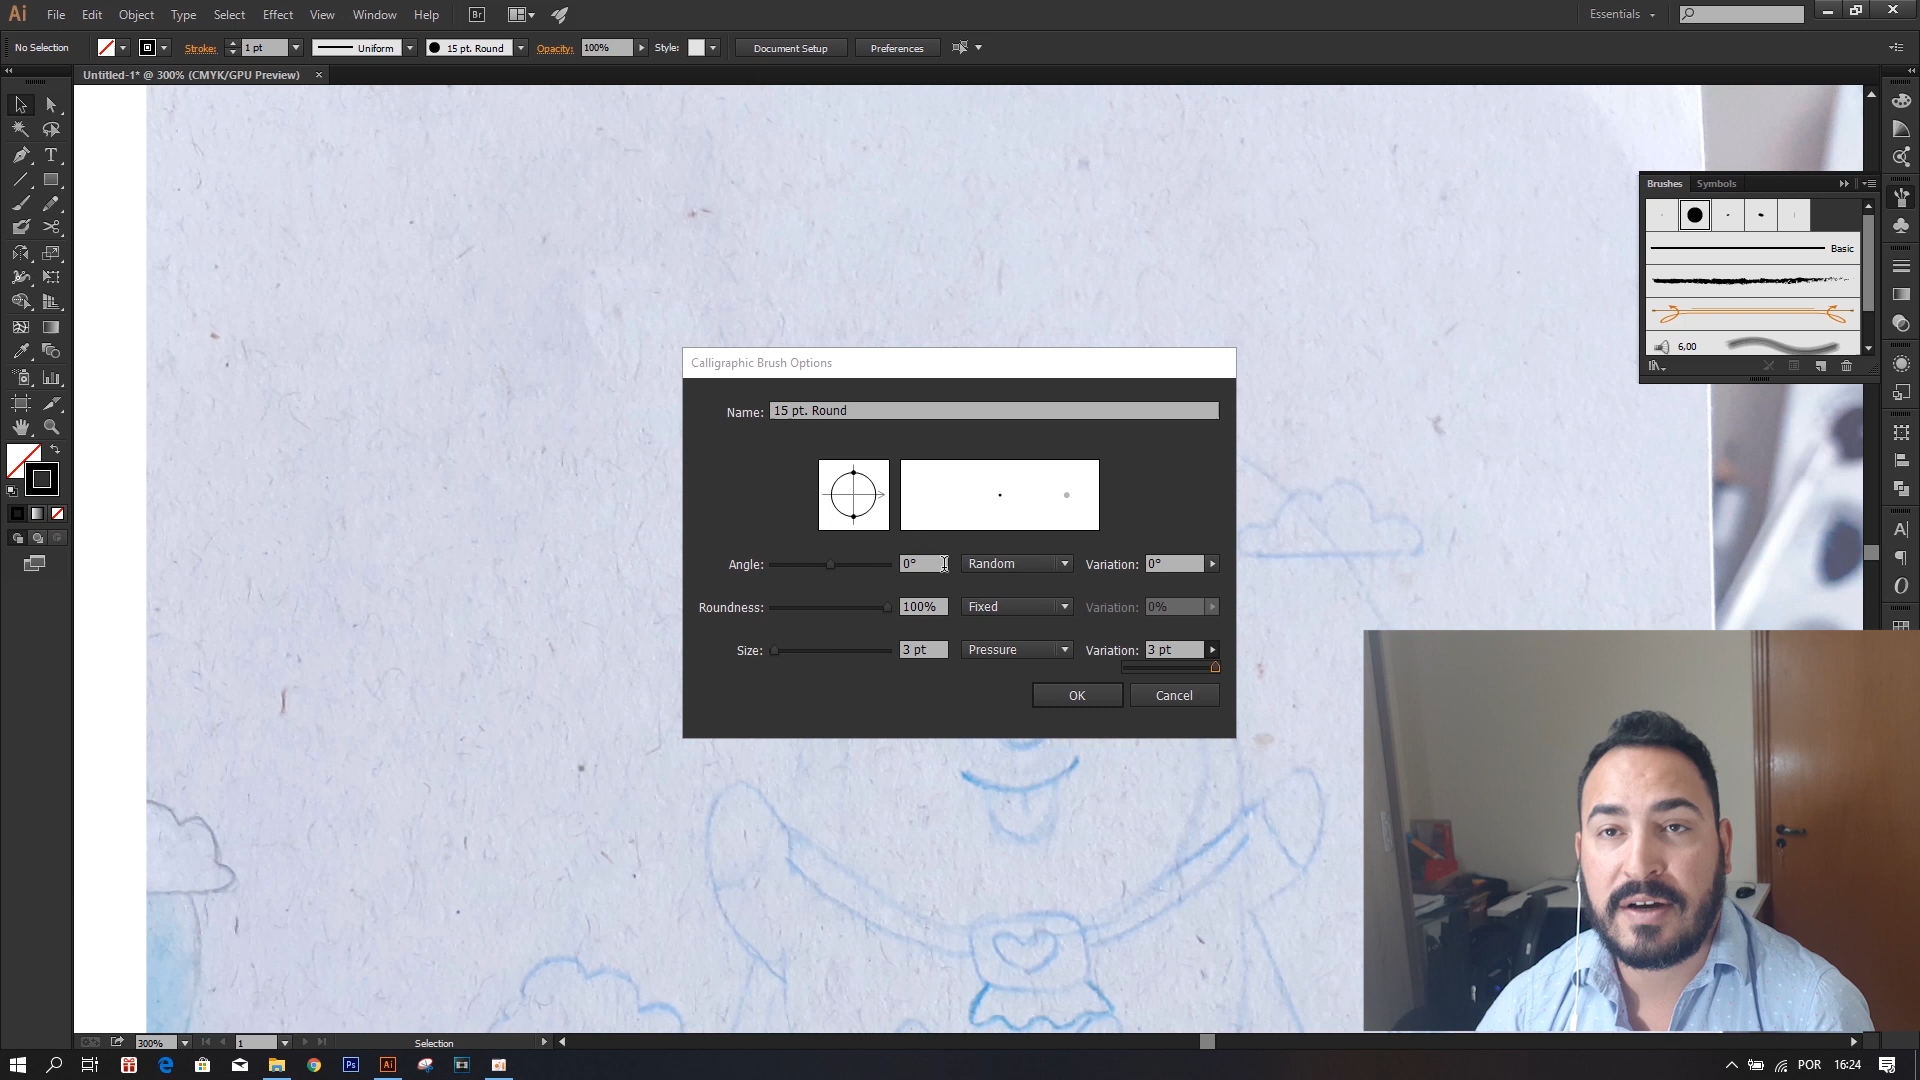 Ai File Edit Object Type Select Effect View Window Help Br Essentials
No Selection Stroke: 1 pt Uniform 15 pt. Round Opacity: 100% Style: Document Setup Preferences
Untitled-1* @ 300% (CMYK/GPU Preview) ×
Brushes Symbols
Basic
6,00
Calligraphic Brush Options
Name: 15 pt. Round
Angle: 0° Random Variation: 0°
Roundness: 100% Fixed Variation: 0%
Size: 3 pt Pressure Variation: 3 pt
OK Cancel
300% 1 Selection
Ps Ai POR 16:24